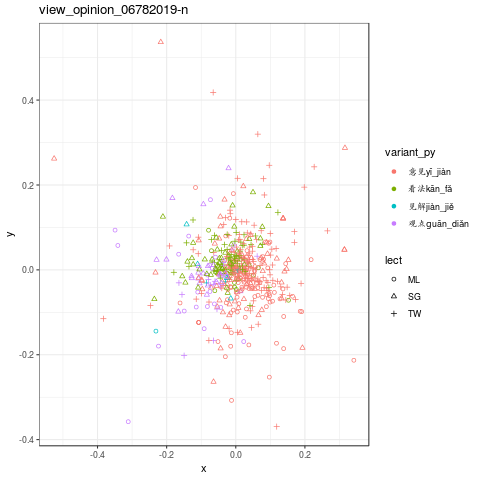 view_opinion_06782019-n
0.4
0.2
0.0
-0.2
-0.4
y
-0.4
-0.2
0.0
0.2
x
variant_py
意见yī_jiàn
看法kān_fǎ
见解jiàn_jiě
观点guān_diǎn
lect
ML
SG
TW